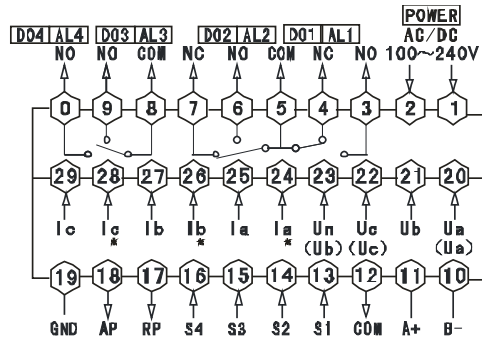 POWER
DO4 AL4 DO3 AL3 DO2 AL2 DO1 AL1 AC/DC
NO NO COM NC NO COM NC NO 100~240V
0 9 8 7 6 5 4 3 2 1
29 28 27 26 25 24 23 22 21 20
Ic Ic* Ib Ib* Ia Ia* Un Uc Ub Ua
(Ub) (Uc) (Ua)
19 18 17 16 15 14 13 12 11 10
GND AP RP S4 S3 S2 S1 COM A+ B-